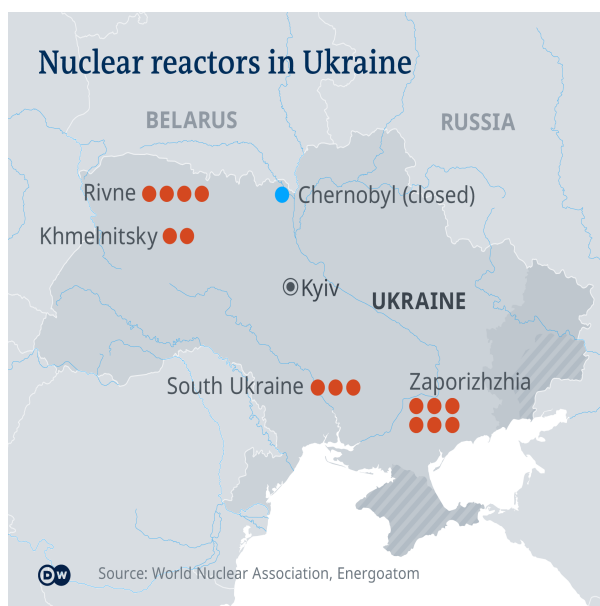 Nuclear reactors in Ukraine
BELARUS
RUSSIA
Rivne
Chernobyl (closed)
Khmelnitsky
Kyiv
UKRAINE
South Ukraine
Zaporizhzhia
DW
Source: World Nuclear Association, Energoatom